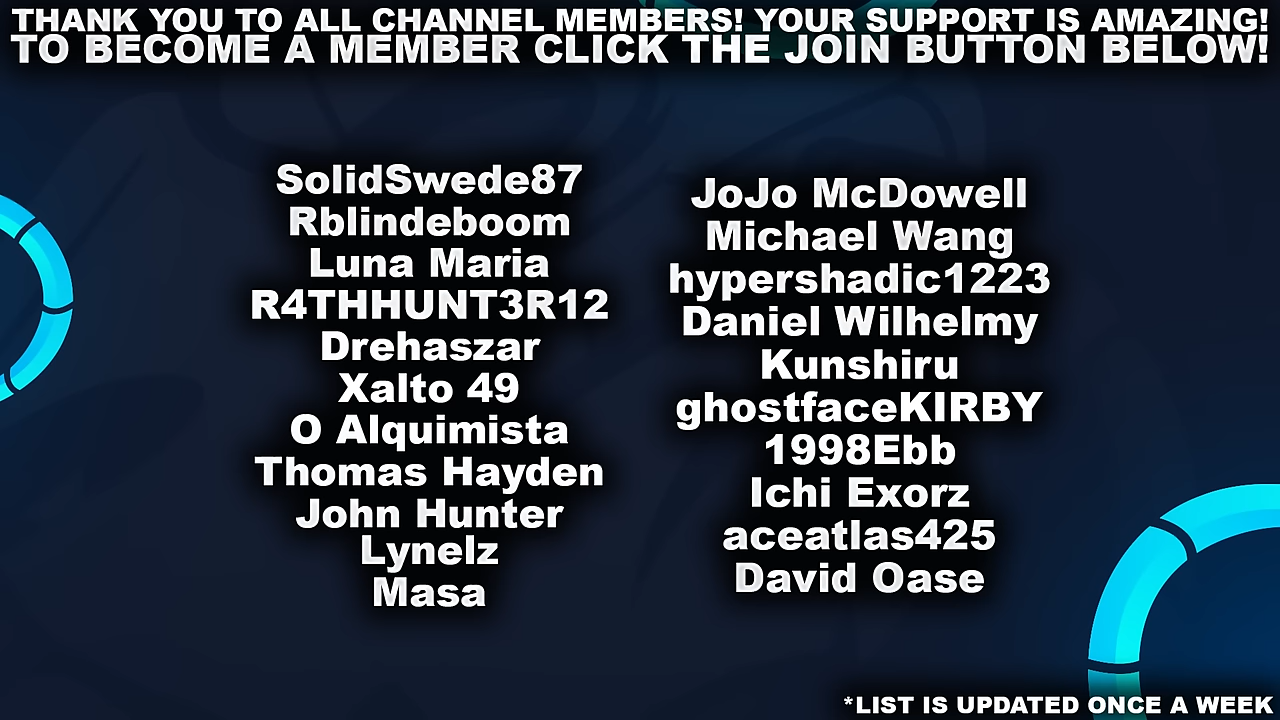 THANK YOU TO ALL CHANNEL MEMBERS! YOUR SUPPORT IS AMAZING!
TO BECOME A MEMBER CLICK THE JOIN BUTTON BELOW!
SolidSwede87
Rblindeboom
Luna Maria
R4THHUNT3R12
Drehaszar
Xalto 49
O Alquimista
Thomas Hayden
John Hunter
Lynelz
Masa
JoJo McDowell
Michael Wang
hypershadic1223
Daniel Wilhelmy
Kunshiru
ghostfaceKIRBY
1998Ebb
Ichi Exorz
aceatlas425
David Oase
*LIST IS UPDATED ONCE A WEEK